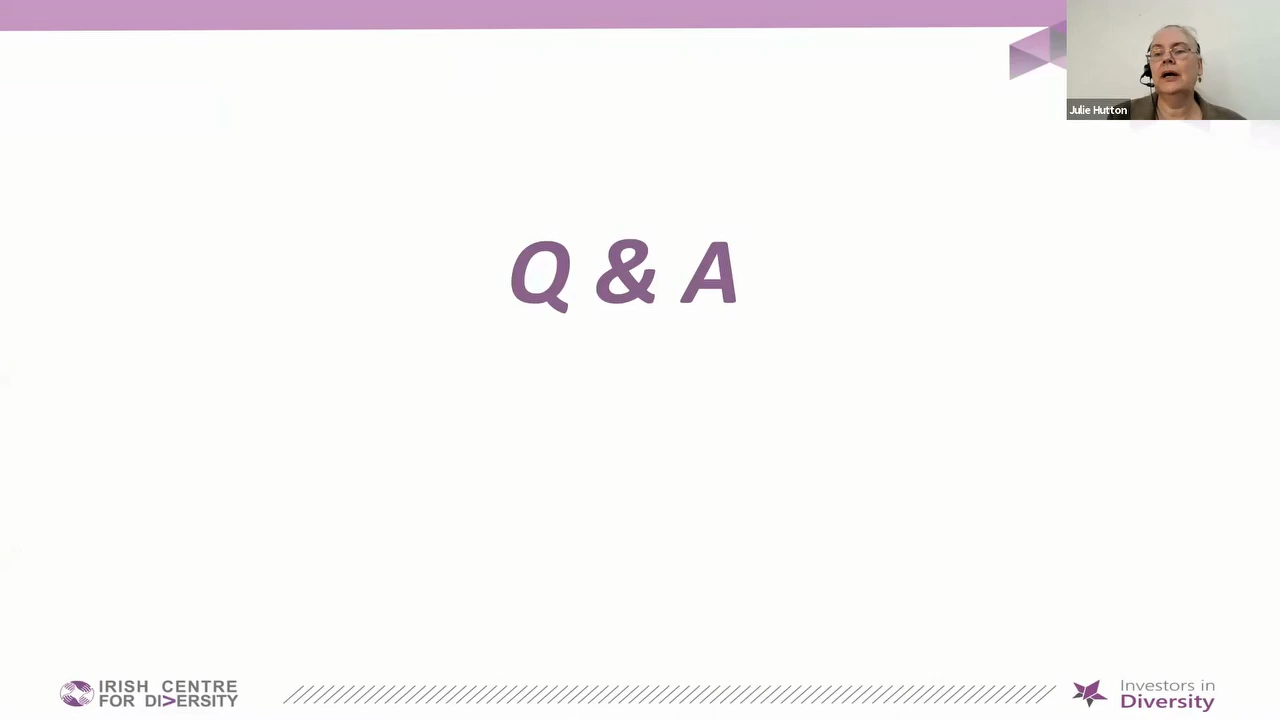 Julie Hutton
Q & A
IRISH CENTRE
FOR DIVERSITY
Investors in
Diversity